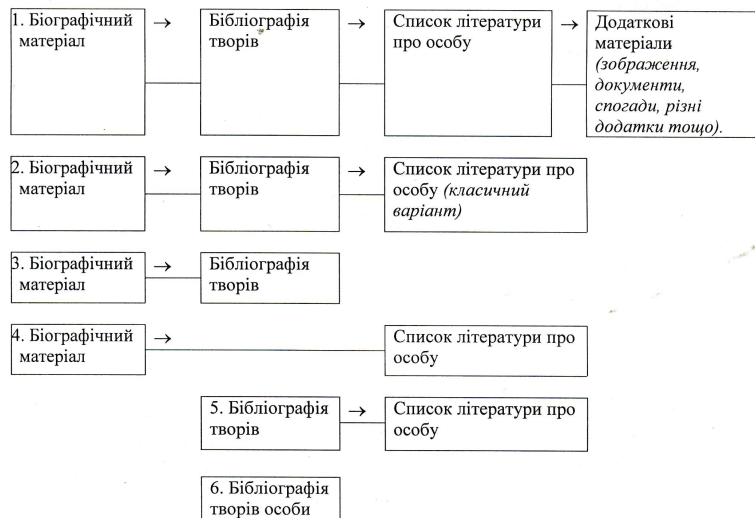 1. Біографічний матеріал → Бібліографія творів → Список літератури про особу → Додаткові матеріали (зображення, документи, спогади, різні додатки тощо).
2. Біографічний матеріал → Бібліографія творів → Список літератури про особу (класичний варіант)
3. Біографічний матеріал → Бібліографія творів
4. Біографічний матеріал → Список літератури про особу
5. Бібліографія творів → Список літератури про особу
6. Бібліографія творів особи